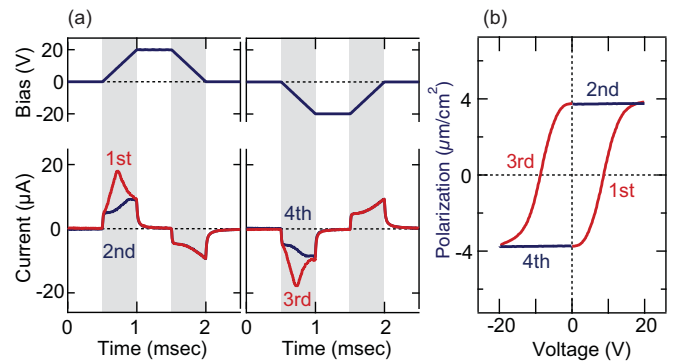 (a)
(b)
Bias (V)
20
0
-20
Current (µA)
20
0
-20
1st
2nd
4th
3rd
0 1 2
0 1 2
Time (msec)
Time (msec)
Polarization (µm/cm²)
4
0
-4
2nd
3rd
1st
4th
-20 0 20
Voltage (V)